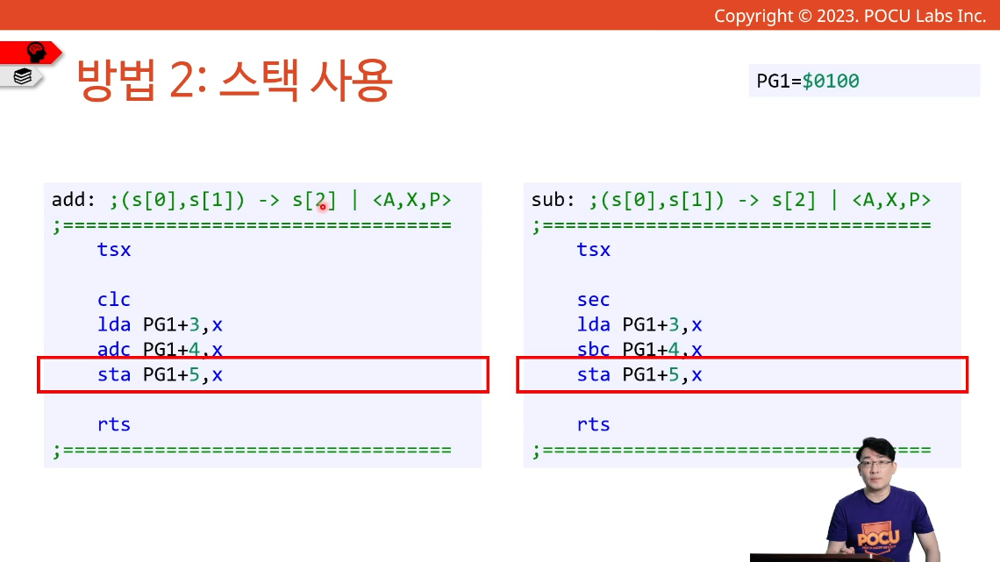 Copyright © 2023. POCU Labs Inc.
방법 2: 스택 사용
PG1=$0100
add: ;(s[0],s[1]) -> s[2] | <A,X,P>
;==================================
tsx
clc
lda PG1+3,x
adc PG1+4,x
sta PG1+5,x
rts
;==================================
sub: ;(s[0],s[1]) -> s[2] | <A,X,P>
;==================================
tsx
sec
lda PG1+3,x
sbc PG1+4,x
sta PG1+5,x
rts
;==================================
POCU